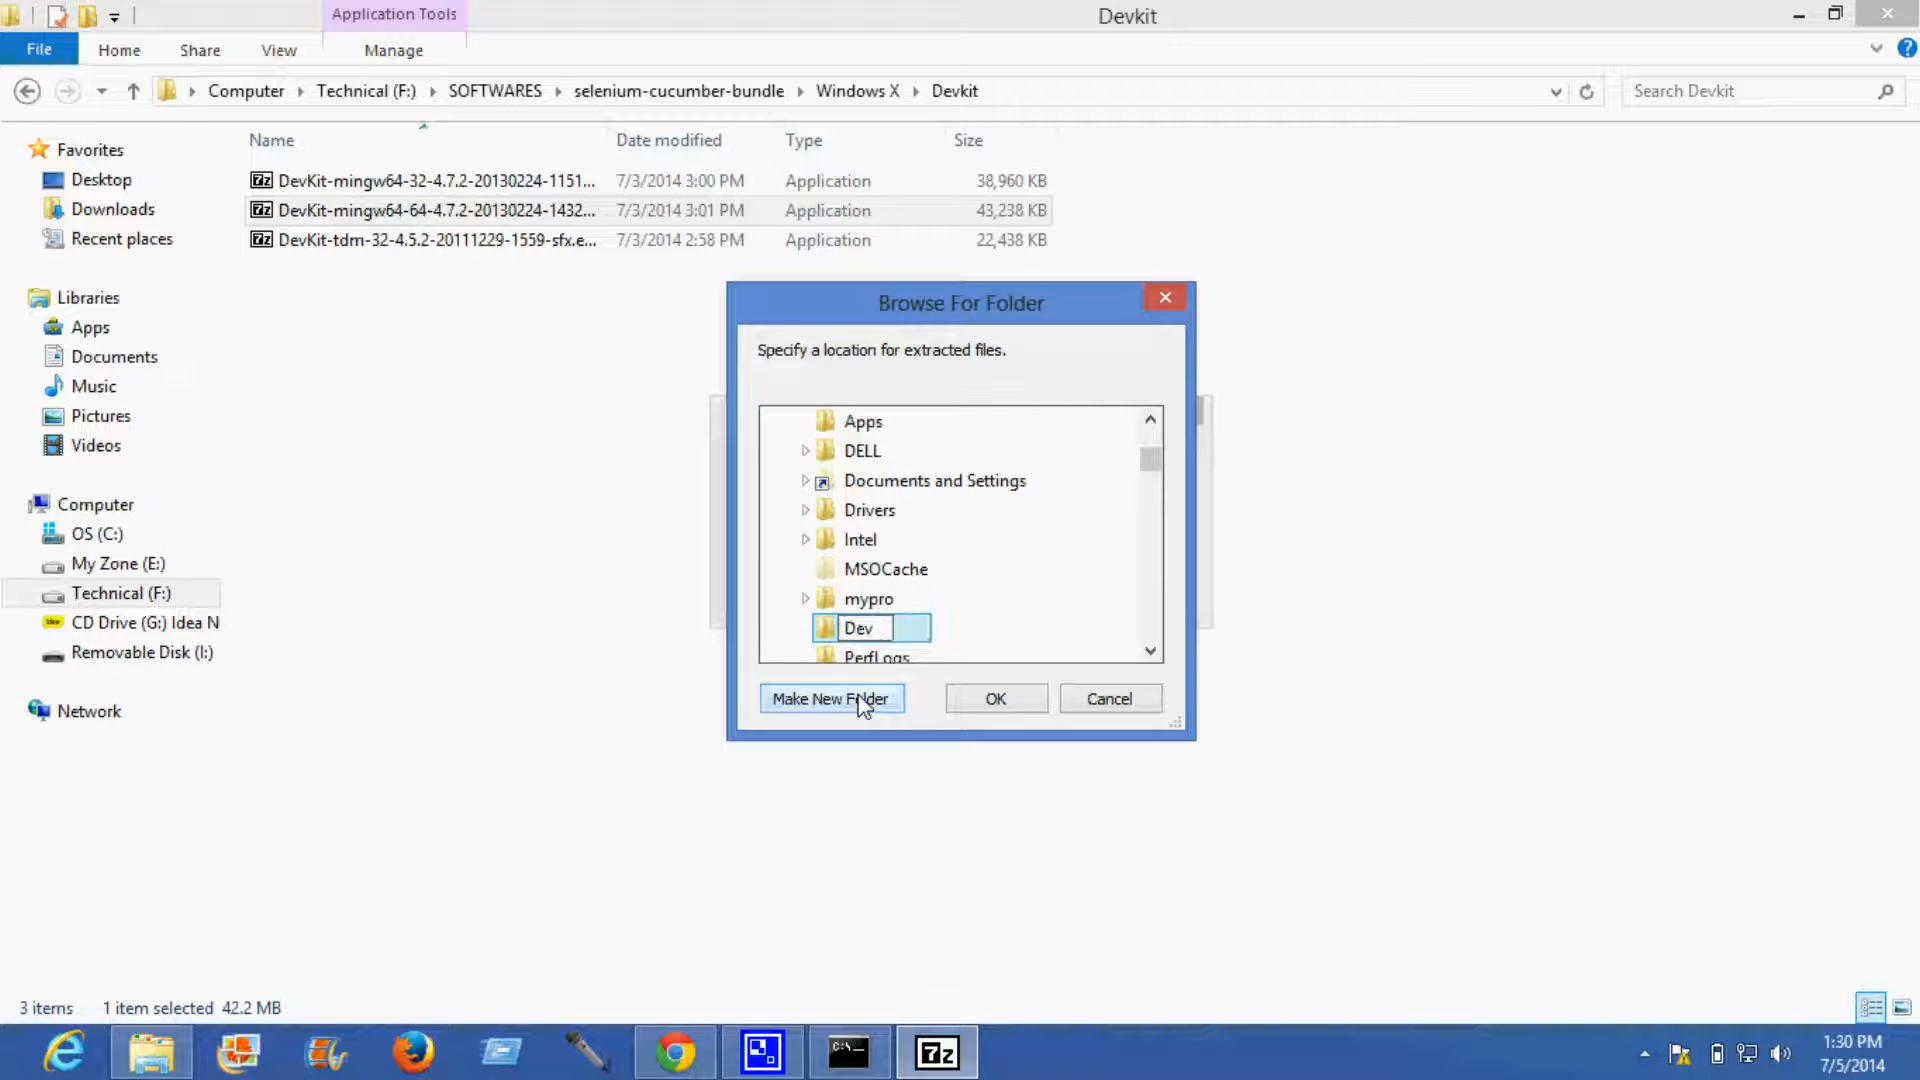 Application Tools
Devkit
File
Home
Share
View
Manage
Computer
Technical (F:)
SOFTWARES
selenium-cucumber-bundle
Windows X
Devkit
Search Devkit
Name
Date modified
Type
Size
DevKit-mingw64-32-4.7.2-20130224-1151... 7/3/2014 3:00 PM Application 38,960 KB
DevKit-mingw64-64-4.7.2-20130224-1432... 7/3/2014 3:01 PM Application 43,238 KB
DevKit-tdm-32-4.5.2-20111229-1559-sfx.e... 7/3/2014 2:58 PM Application 22,438 KB
Favorites
Desktop
Downloads
Recent places
Libraries
Apps
Documents
Music
Pictures
Videos
Computer
OS (C:)
My Zone (E:)
Technical (F:)
CD Drive (G:) Idea N
Removable Disk (I:)
Network
Browse For Folder
Specify a location for extracted files.
Apps
DELL
Documents and Settings
Drivers
Intel
MSOCache
mypro
Dev
PerfLogs
Make New Folder
OK
Cancel
3 items 1 item selected 42.2 MB
C:\
7z
1:30 PM
7/5/2014